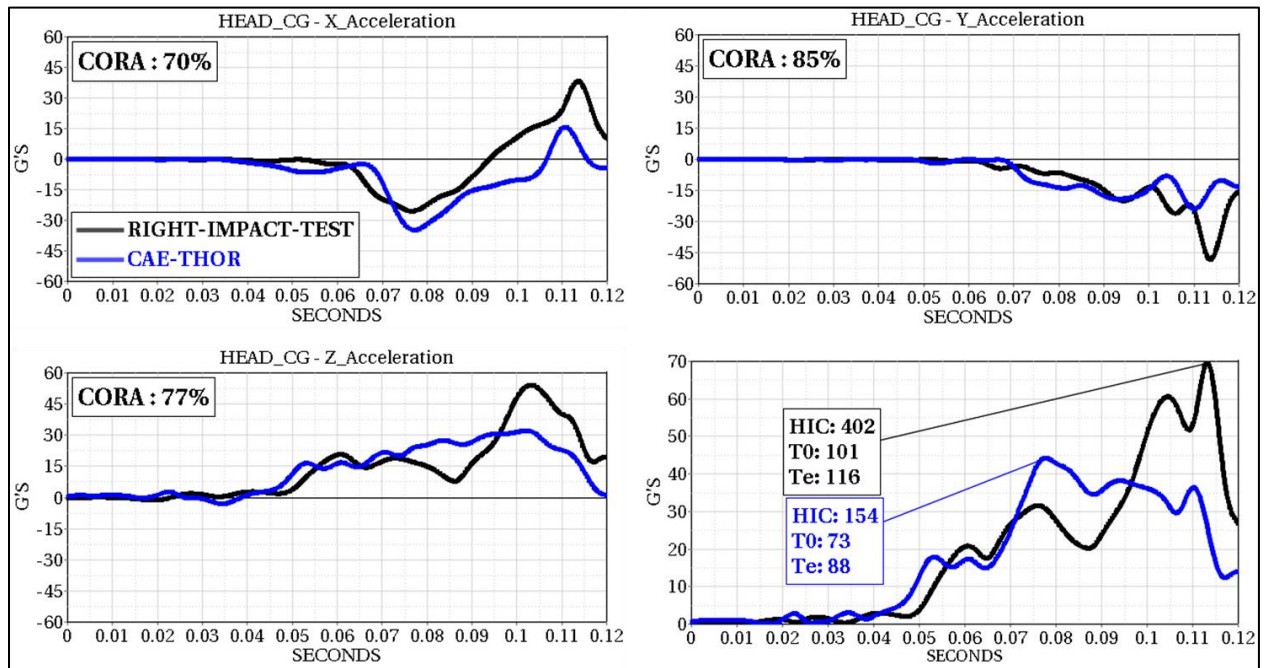 HEAD_CG - X_Acceleration
CORA : 70%
60
45
30
15
0
-15
-30
-45
-60
G'S
RIGHT-IMPACT-TEST
CAE-THOR
0 0.01 0.02 0.03 0.04 0.05 0.06 0.07 0.08 0.09 0.1 0.11 0.12
SECONDS
HEAD_CG - Y_Acceleration
CORA : 85%
60
45
30
15
0
-15
-30
-45
-60
G'S
0 0.01 0.02 0.03 0.04 0.05 0.06 0.07 0.08 0.09 0.1 0.11 0.12
SECONDS
HEAD_CG - Z_Acceleration
CORA : 77%
60
45
30
15
0
-15
-30
-45
-60
G'S
0 0.01 0.02 0.03 0.04 0.05 0.06 0.07 0.08 0.09 0.1 0.11 0.12
SECONDS
70
60
50
40
30
20
10
0
G'S
HIC: 402
T0: 101
Te: 116
HIC: 154
T0: 73
Te: 88
0 0.01 0.02 0.03 0.04 0.05 0.06 0.07 0.08 0.09 0.1 0.11 0.12
SECONDS